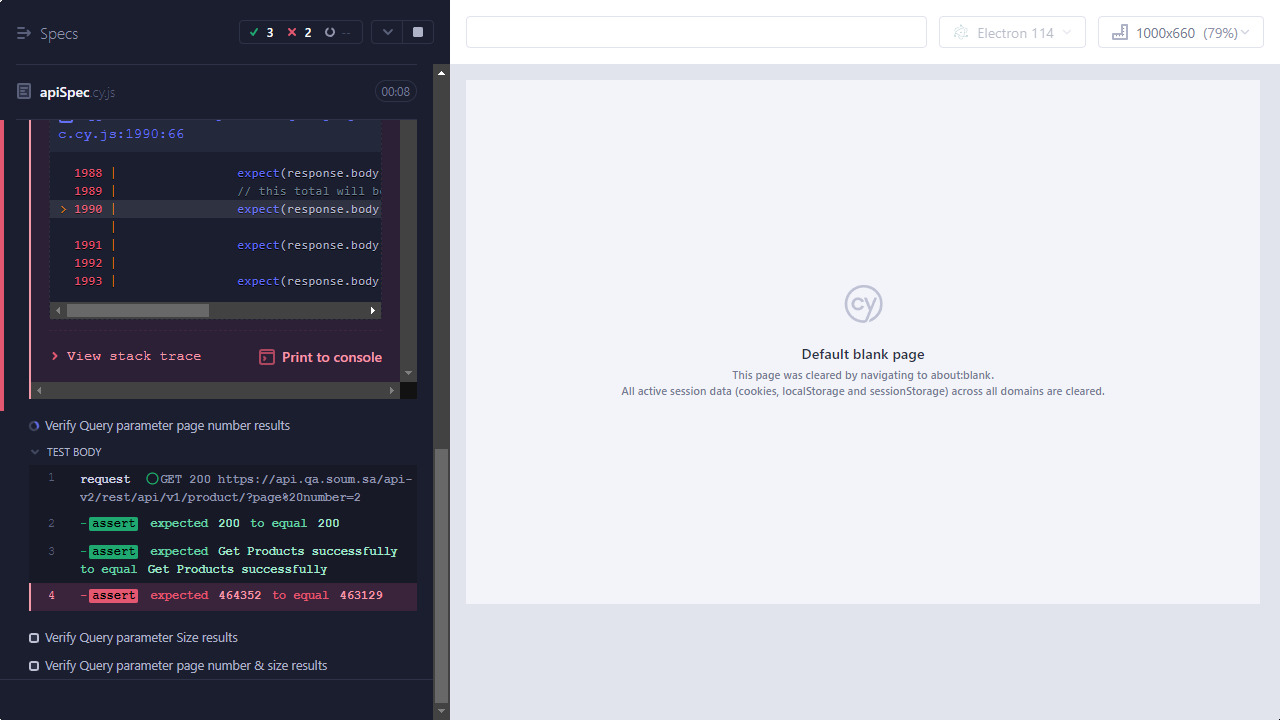 Specs
3 2 --
Electron 114
1000x660 (79%)
apiSpec.cy.js
00:08
c.cy.js:1990:66
1988 | expect(response.body
1989 | // this total will be
> 1990 | expect(response.body
|
1991 | expect(response.body
1992 |
1993 | expect(response.body
View stack trace
Print to console
Verify Query parameter page number results
TEST BODY
1 request GET 200 https://api.qa.soum.sa/api-
v2/rest/api/v1/product/?page%20number=2
2 -assert expected 200 to equal 200
3 -assert expected Get Products successfully
to equal Get Products successfully
4 -assert expected 464352 to equal 463129
Verify Query parameter Size results
Verify Query parameter page number & size results
cy
Default blank page
This page was cleared by navigating to about:blank.
All active session data (cookies, localStorage and sessionStorage) across all domains are cleared.